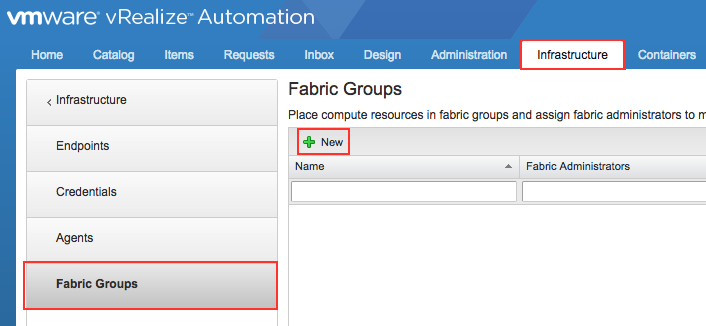 vmware vRealize™ Automation
Home Catalog Items Requests Inbox Design Administration Infrastructure Containers
< Infrastructure
Endpoints
Credentials
Agents
Fabric Groups
Fabric Groups
Place compute resources in fabric groups and assign fabric administrators to m
New
Name Fabric Administrators